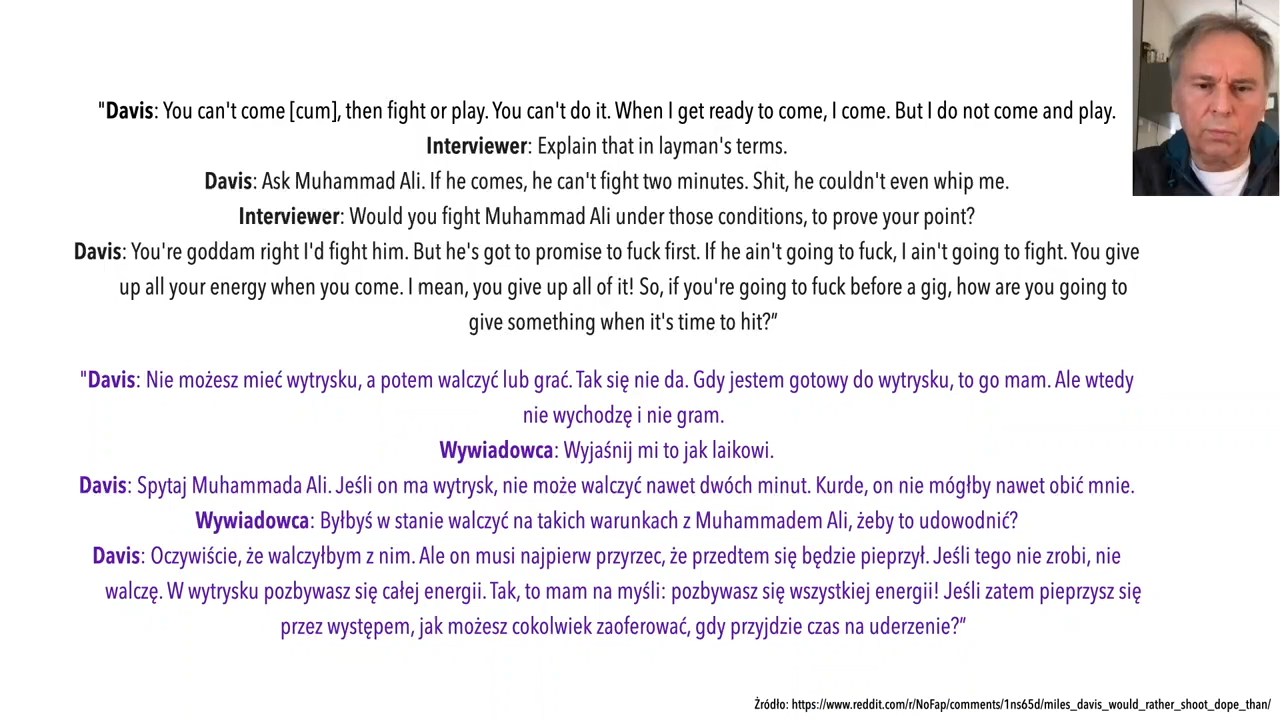 "Davis: You can't come [cum], then fight or play. You can't do it. When I get ready to come, I come. But I do not come and play.
Interviewer: Explain that in layman's terms.
Davis: Ask Muhammad Ali. If he comes, he can't fight two minutes. Shit, he couldn't even whip me.
Interviewer: Would you fight Muhammad Ali under those conditions, to prove your point?
Davis: You're goddam right I'd fight him. But he's got to promise to fuck first. If he ain't going to fuck, I ain't going to fight. You give
up all your energy when you come. I mean, you give up all of it! So, if you're going to fuck before a gig, how are you going to
give something when it's time to hit?”
"Davis: Nie możesz mieć wytrysku, a potem walczyć lub grać. Tak się nie da. Gdy jestem gotowy do wytrysku, to go mam. Ale wtedy
nie wychodzę i nie gram.
Wywiadowca: Wyjaśnij mi to jak laikowi.
Davis: Spytaj Muhammada Ali. Jeśli on ma wytrysk, nie może walczyć nawet dwóch minut. Kurde, on nie mógłby nawet obić mnie.
Wywiadowca: Byłbyś w stanie walczyć na takich warunkach z Muhammadem Ali, żeby to udowodnić?
Davis: Oczywiście, że walczyłbym z nim. Ale on musi najpierw przyrzec, że przedtem się będzie pieprzył. Jeśli tego nie zrobi, nie
walczę. W wytrysku pozbywasz się całej energii. Tak, to mam na myśli: pozbywasz się wszystkiej energii! Jeśli zatem pieprzysz się
przez występem, jak możesz cokolwiek zaoferować, gdy przyjdzie czas na uderzenie?”
Źródło: https://www.reddit.com/r/NoFap/comments/1ns65d/miles_davis_would_rather_shoot_dope_than/